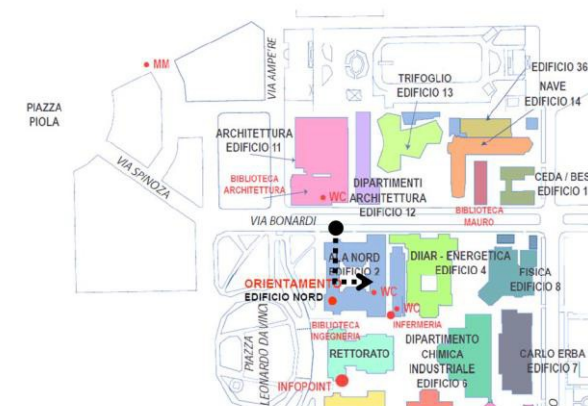 MM
VIA AMPE'RE
PIAZZA
PIOLA
VIA SPINOZA
TRIFOGLIO
EDIFICIO 13
EDIFICIO 36
NAVE
EDIFICIO 14
ARCHITETTURA
EDIFICIO 11
BIBLIOTECA
ARCHITETTURA
WC
DIPARTIMENTI
ARCHITETTURA
EDIFICIO 12
BIBLIOTECA
MAURO
CEDA / BES
EDIFICIO 1
VIA BONARDI
ALA NORD
EDIFICIO 2
ORIENTAMENTO
EDIFICIO NORD
WC
WC
INFERMERIA
DIIAR - ENERGETICA
EDIFICIO 4
FISICA
EDIFICIO 8
BIBLIOTECA
INGEGNERIA
PIAZZA
LEONARDO DA VINCI
RETTORATO
INFOPOINT
DIPARTIMENTO
CHIMICA
INDUSTRIALE
EDIFICIO 6
CARLO ERBA
EDIFICIO 7